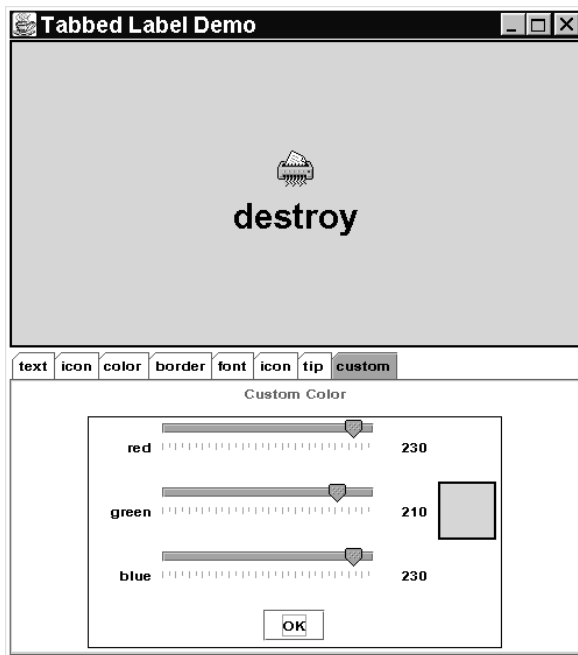 Tabbed Label Demo
destroy
text icon color border font icon tip custom
Custom Color
red 230
green 210
blue 230
OK